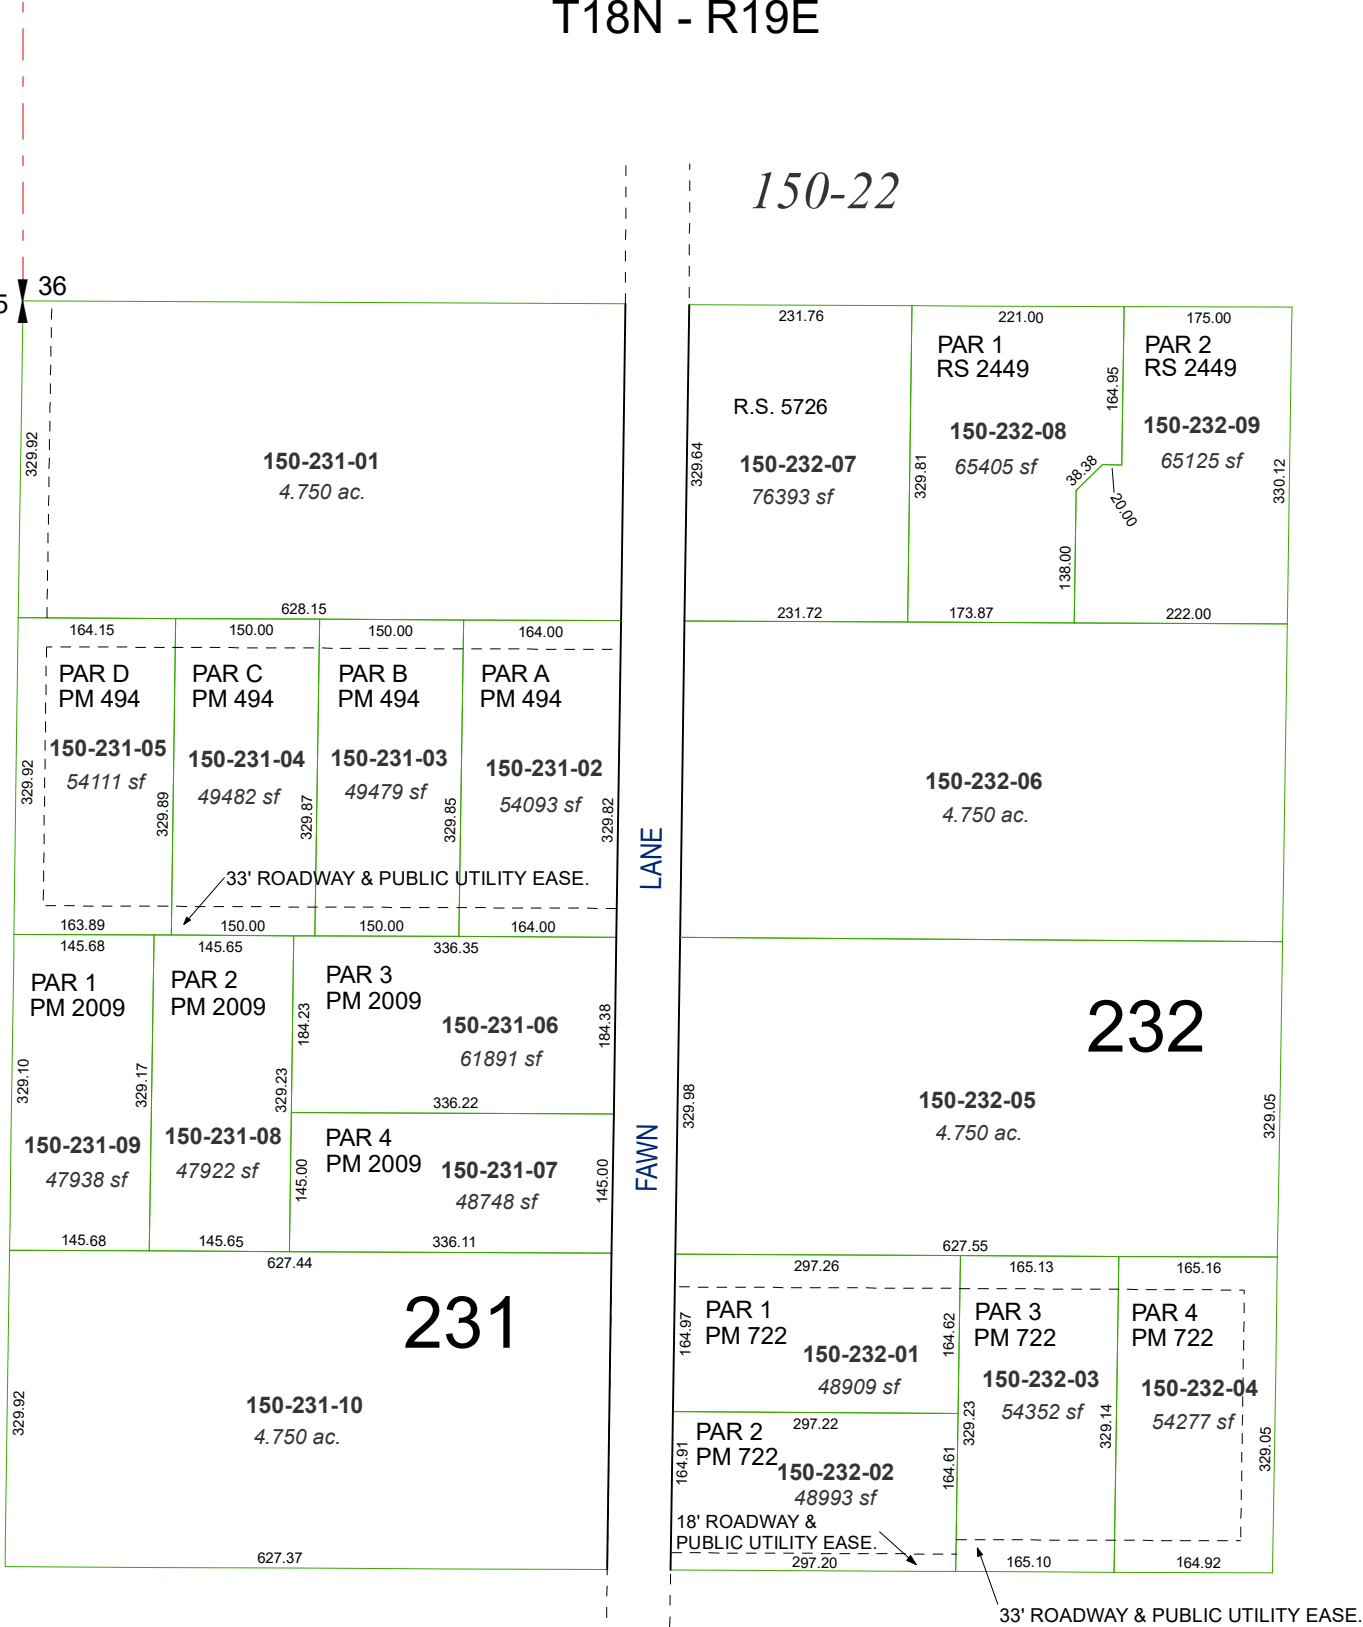 T18N - R19E
150-22
36
5
231.76
221.00
175.00
PAR 1
RS 2449
PAR 2
RS 2449
164.95
R.S. 5726
150-232-08
65405 sf
150-232-09
65125 sf
329.92
150-231-01
4.750 ac.
329.64
150-232-07
76393 sf
329.81
38.38
20.00
330.12
138.00
628.15
231.72
173.87
222.00
164.15
150.00
150.00
164.00
PAR D
PM 494
PAR C
PM 494
PAR B
PM 494
PAR A
PM 494
150-231-05
54111 sf
150-231-04
49482 sf
150-231-03
49479 sf
150-231-02
54093 sf
329.92
329.89
329.87
329.85
329.82
150-232-06
4.750 ac.
LANE
33' ROADWAY & PUBLIC UTILITY EASE.
163.89
150.00
150.00
164.00
145.68
145.65
336.35
PAR 1
PM 2009
PAR 2
PM 2009
PAR 3
PM 2009
184.23
150-231-06
61891 sf
184.38
232
329.10
329.17
329.23
336.22
329.98
150-232-05
4.750 ac.
329.05
150-231-09
47938 sf
150-231-08
47922 sf
PAR 4
PM 2009
145.00
150-231-07
48748 sf
145.00
FAWN
145.68
145.65
336.11
627.44
627.55
297.26
165.13
165.16
231
164.97
PAR 1
PM 722
150-232-01
48909 sf
164.62
PAR 3
PM 722
150-232-03
54352 sf
PAR 4
PM 722
150-232-04
54277 sf
329.92
150-231-10
4.750 ac.
297.22
164.91
PAR 2
PM 722
150-232-02
48993 sf
164.61
329.23
329.14
329.05
18' ROADWAY &
PUBLIC UTILITY EASE.
627.37
297.20
165.10
164.92
33' ROADWAY & PUBLIC UTILITY EASE.